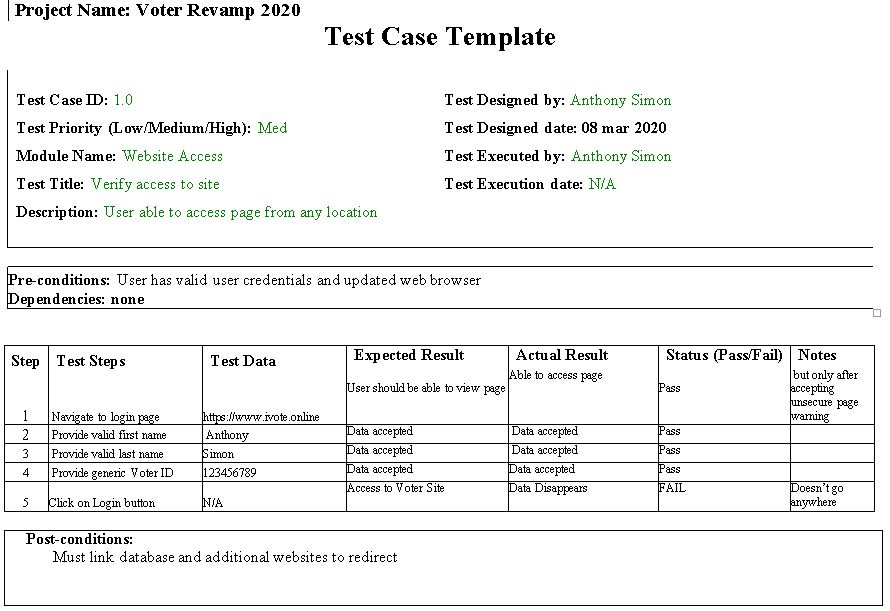 Project Name: Voter Revamp 2020
Test Case Template
Test Case ID: 1.0
Test Designed by: Anthony Simon
Test Priority (Low/Medium/High): Med
Test Designed date: 08 mar 2020
Module Name: Website Access
Test Executed by: Anthony Simon
Test Title: Verify access to site
Test Execution date: N/A
Description: User able to access page from any location
Pre-conditions: User has valid user credentials and updated web browser
Dependencies: none
Step Test Steps Test Data Expected Result Actual Result Status (Pass/Fail) Notes
1 Navigate to login page https://www.ivote.online User should be able to view page Able to access page Pass but only after
accepting
unsecure page
warning
2 Provide valid first name Anthony Data accepted Data accepted Pass
3 Provide valid last name Simon Data accepted Data accepted Pass
4 Provide generic Voter ID 123456789 Data accepted Data accepted Pass
5 Click on Login button N/A Access to Voter Site Data Disappears FAIL Doesn't go
anywhere
Post-conditions:
Must link database and additional websites to redirect